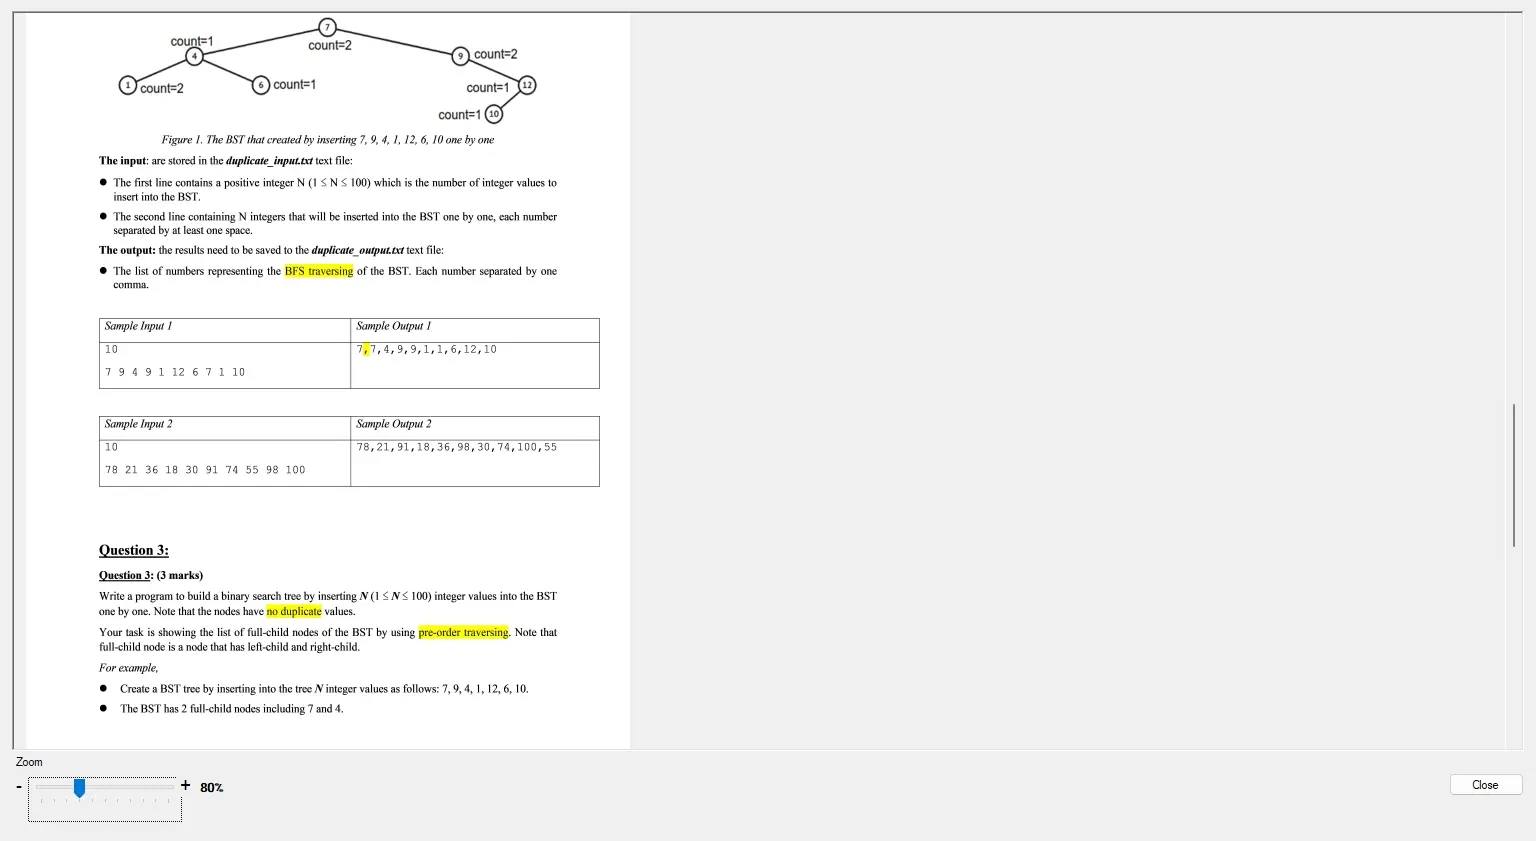 7
count=1
count=2
4
9
count=2
1
count=2
6
count=1
count=1
12
count=1
10
Figure 1. The BST that created by inserting 7, 9, 4, 1, 12, 6, 10 one by one
The input: are stored in the duplicate_input.txt text file:
● The first line contains a positive integer N (1 ≤ N ≤ 100) which is the number of integer values to
insert into the BST.
● The second line containing N integers that will be inserted into the BST one by one, each number
separated by at least one space.
The output: the results need to be saved to the duplicate_output.txt text file:
● The list of numbers representing the BFS traversing of the BST. Each number separated by one
comma.
Sample Input 1
Sample Output 1
10
7,7,4,9,9,1,1,6,12,10
7 9 4 9 1 12 6 7 1 10
Sample Input 2
Sample Output 2
10
78,21,91,18,36,98,30,74,100,55
78 21 36 18 30 91 74 55 98 100
Question 3:
Question 3: (3 marks)
Write a program to build a binary search tree by inserting N (1 ≤ N ≤ 100) integer values into the BST
one by one. Note that the nodes have no duplicate values.
Your task is showing the list of full-child nodes of the BST by using pre-order traversing. Note that
full-child node is a node that has left-child and right-child.
For example,
● Create a BST tree by inserting into the tree N integer values as follows: 7, 9, 4, 1, 12, 6, 10.
● The BST has 2 full-child nodes including 7 and 4.
Zoom
- + 80%
Close